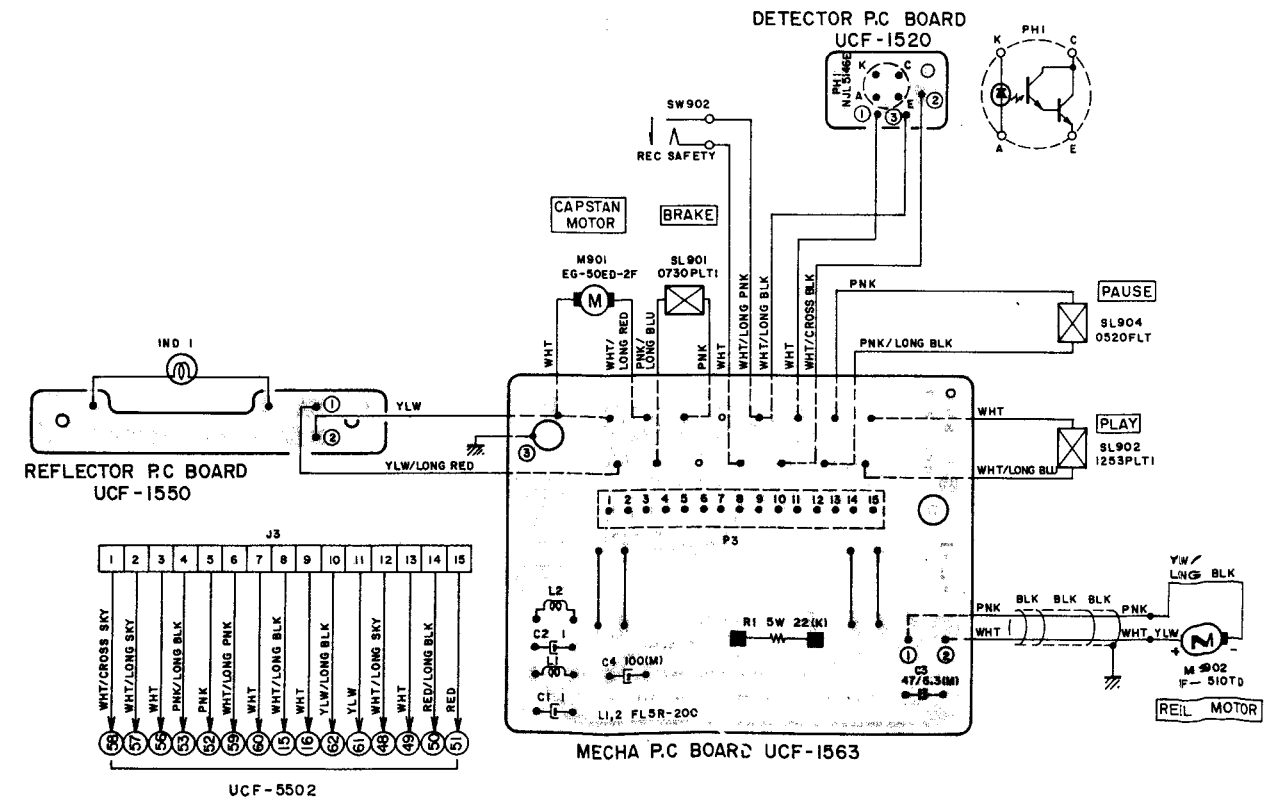 DETECTOR P.C BOARD
UCF-1520
PH1
K
C
PH1
NJL5146E
K
C
A
E
1
3
2
A
E
SW902
REC SAFETY
CAPSTAN
MOTOR
BRAKE
M901
EG-50ED-2F
M
SL901
0730PLT1
WHT
WHT/
LONG RED
PNK/
LONG BLU
PNK
WHT
WHT/LONG PNK
WHT/LONG BLK
WHT
WHT/CROSS BLK
PNK
PAUSE
SL904
0520FLT
PNK/LONG BLK
IND 1
1
2
YLW
REFLECTOR P.C BOARD
UCF-1550
YLW/LONG RED
3
WHT
PLAY
SL902
1253PLT1
WHT/LONG BLU
1 2 3 4 5 6 7 8 9 10 11 12 13 14 15
P3
J3
1 2 3 4 5 6 7 8 9 10 11 12 13 14 15
WHT/CROSS SKY
WHT/LONG SKY
WHT
PNK/LONG BLK
PNK
WHT/LONG PNK
WHT
WHT/LONG BLK
WHT
YLW/LONG BLK
YLW
WHT/LONG SKY
WHT
RED/LONG BLK
RED
58 57 56 53 52 59 60 15 16 62 61 48 49 50 51
UCF-5502
L2
C2 1
L1
C1 1
C4 100(M)
L1,2 FL5R-200
R1 5W 22(K)
1
2
C3
47/6.3(M)
PNK
WHT
BLK BLK BLK
PNK
WHT YLW
YLW/
LNG BLK
+
M
-
M 902
IF-510TD
REEL MOTOR
MECHA P.C BOARD UCF-1563